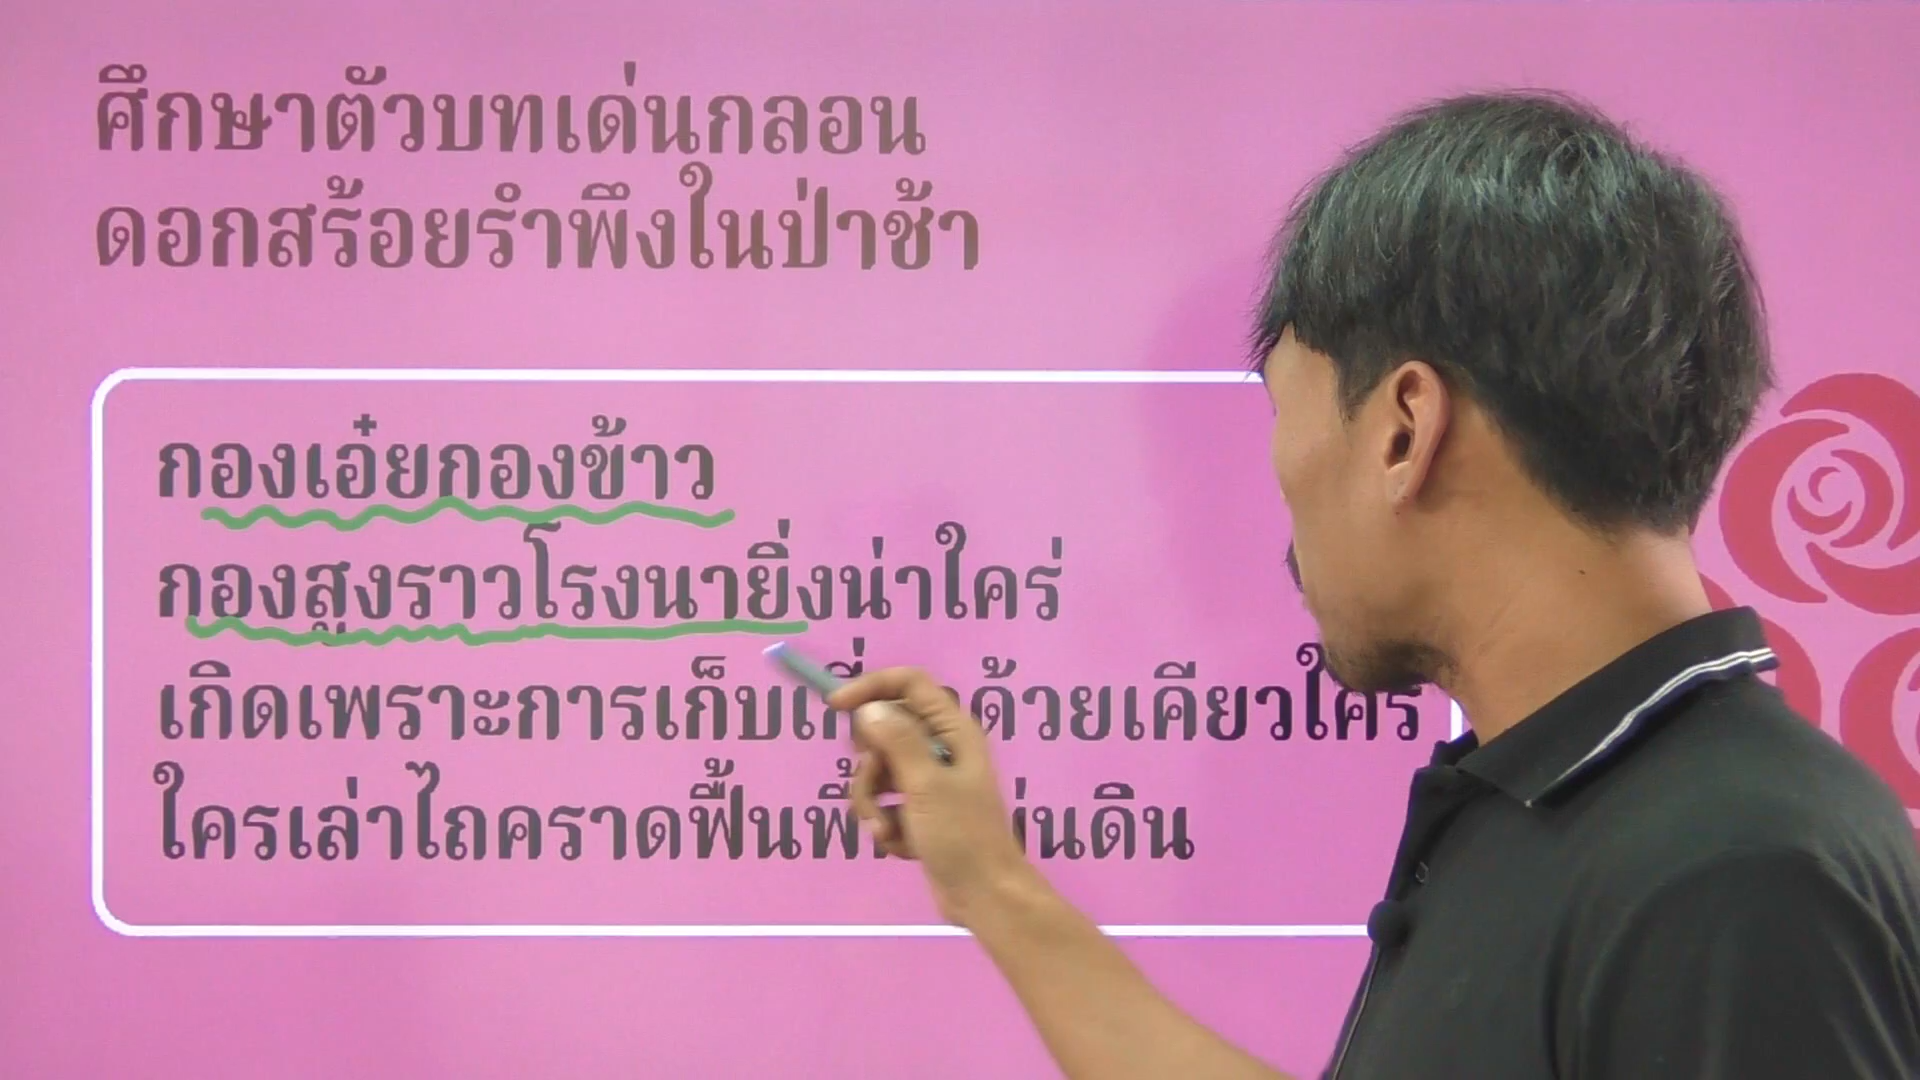 ศึกษาตัวบทเด่นกลอน
ดอกสร้อยรำพึงในป่าช้า
กองเอ๋ยกองข้าว
กองสูงราวโรงนายิ่งน่าใคร่
เกิดเพราะการเก็บ ด้วยเคียวใคร
ใครเล่าไถคราดฟื้น